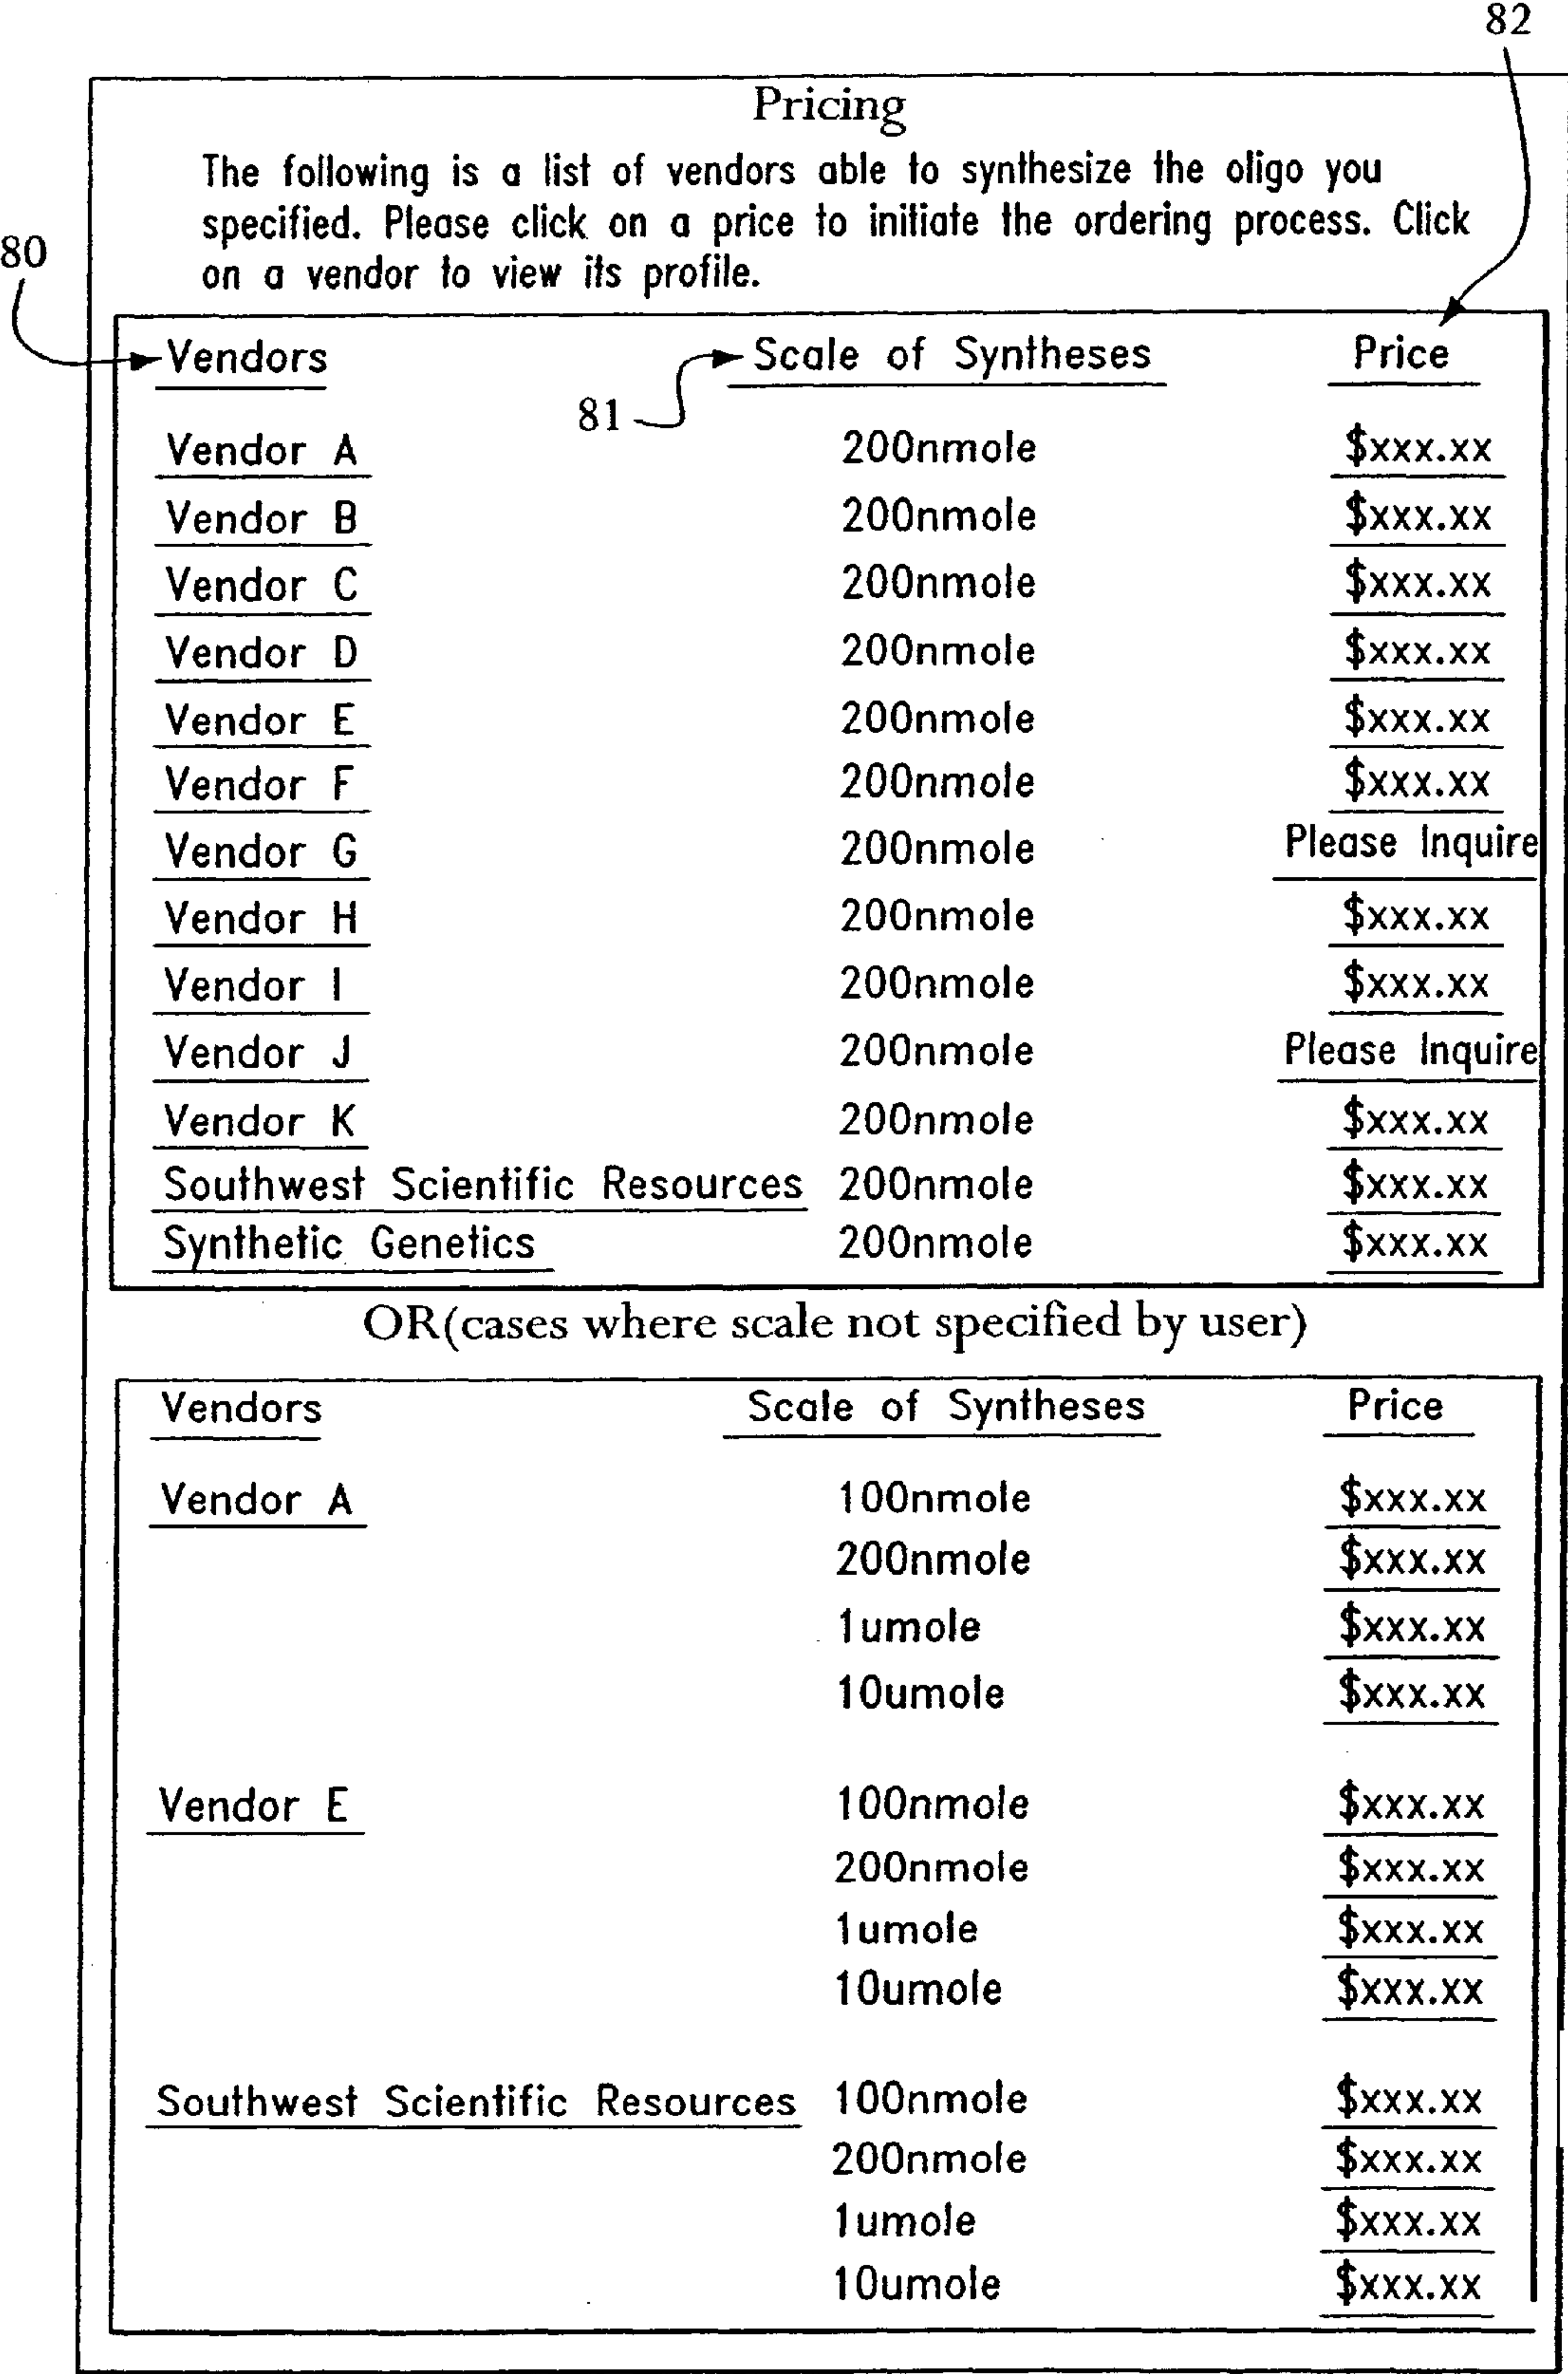 82
Pricing
The following is a list of vendors able to synthesize the oligo you
specified. Please click on a price to initiate the ordering process. Click
on a vendor to view its profile.
80
Vendors Scale of Syntheses Price
81
Vendor A 200nmole $xxx.xx
Vendor B 200nmole $xxx.xx
Vendor C 200nmole $xxx.xx
Vendor D 200nmole $xxx.xx
Vendor E 200nmole $xxx.xx
Vendor F 200nmole $xxx.xx
Vendor G 200nmole Please Inquire
Vendor H 200nmole $xxx.xx
Vendor I 200nmole $xxx.xx
Vendor J 200nmole Please Inquire
Vendor K 200nmole $xxx.xx
Southwest Scientific Resources 200nmole $xxx.xx
Synthetic Genetics 200nmole $xxx.xx
OR(cases where scale not specified by user)
Vendors Scale of Syntheses Price
Vendor A 100nmole $xxx.xx
200nmole $xxx.xx
1umole $xxx.xx
10umole $xxx.xx
Vendor E 100nmole $xxx.xx
200nmole $xxx.xx
1umole $xxx.xx
10umole $xxx.xx
Southwest Scientific Resources 100nmole $xxx.xx
200nmole $xxx.xx
1umole $xxx.xx
10umole $xxx.xx